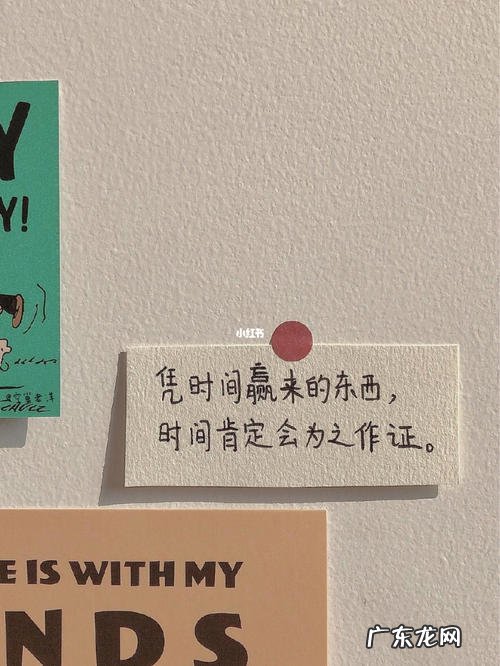 Y
Y!
小红书
凭时间赢来的东西，
时间肯定会为之作证。
E IS WITH MY
NDS
广东龙网